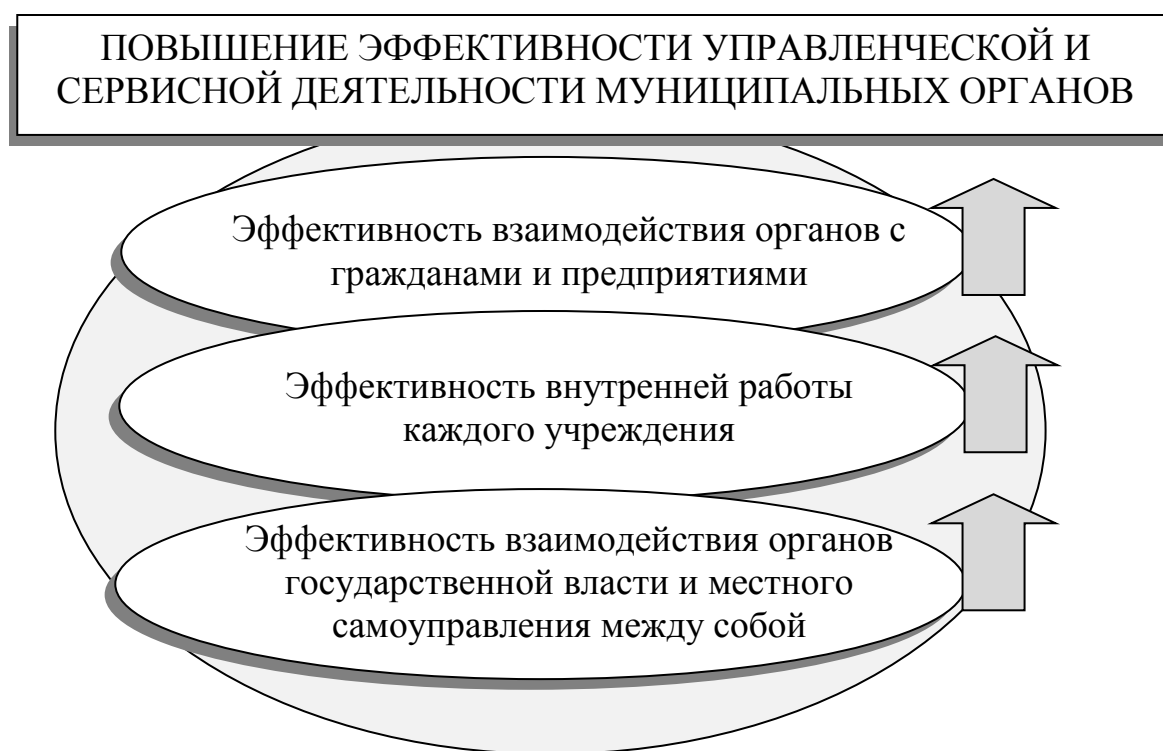 ПОВЫШЕНИЕ ЭФФЕКТИВНОСТИ УПРАВЛЕНЧЕСКОЙ И
СЕРВИСНОЙ ДЕЯТЕЛЬНОСТИ МУНИЦИПАЛЬНЫХ ОРГАНОВ
Эффективность взаимодействия органов с
гражданами и предприятиями
Эффективность внутренней работы
каждого учреждения
Эффективность взаимодействия органов
государственной власти и местного
самоуправления между собой